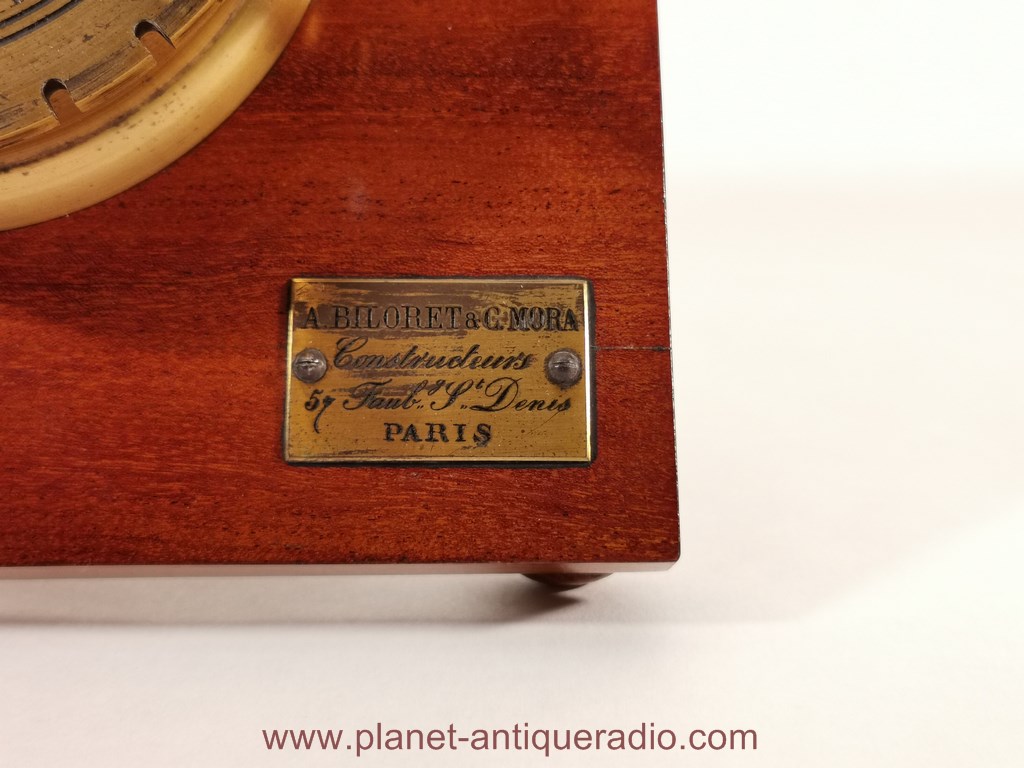 A. BILORET & C. MORA
Constructeurs
57 Faub.g St. Denis
PARIS
www.planet-antiqueradio.com